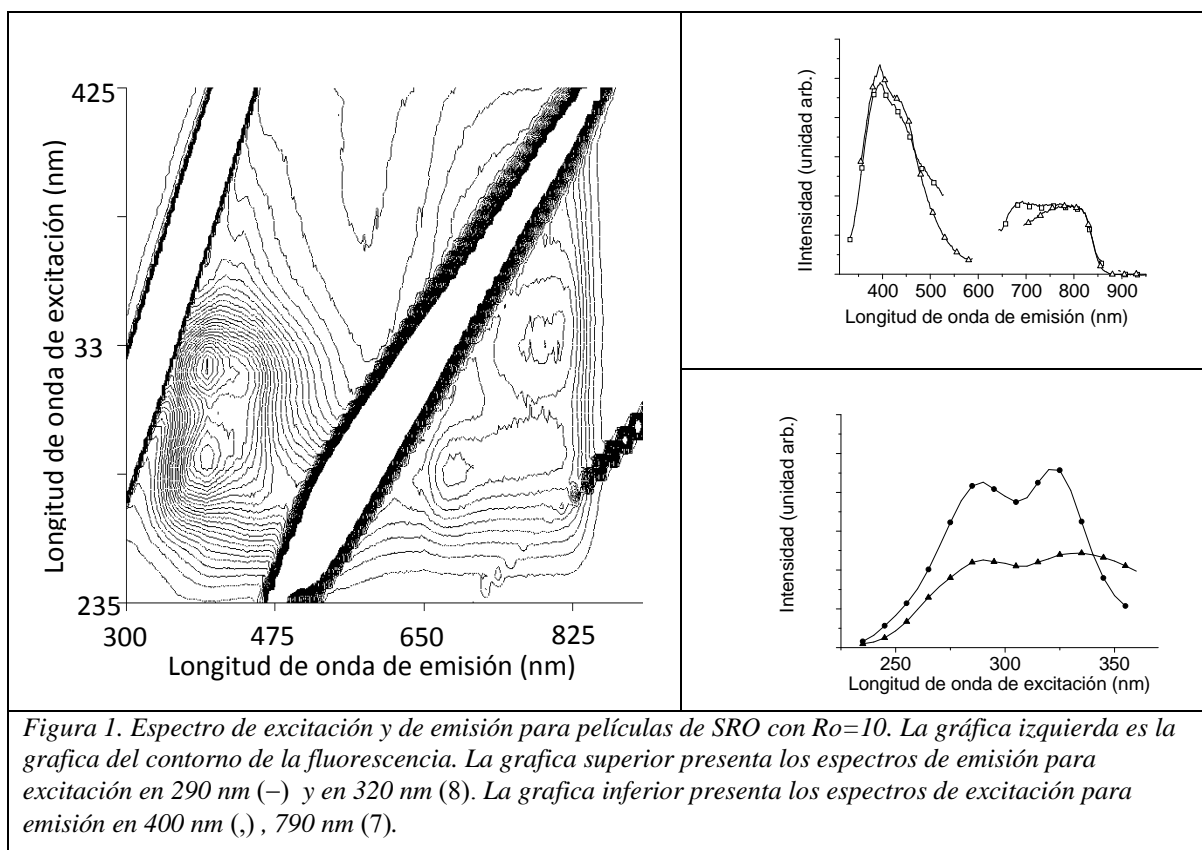 425
33
235
300
475
650
825
Longitud de onda de excitación (nm)
Longitud de onda de emisión (nm)
IIntensidad (unidad arb.)
400 500 600 700 800 900
Longitud de onda de emisión (nm)
Intensidad (unidad arb.)
250 300 350
Longitud de onda de excitación (nm)
Figura 1. Espectro de excitación y de emisión para películas de SRO con Ro=10. La gráfica izquierda es la
grafica del contorno de la fluorescencia. La grafica superior presenta los espectros de emisión para
excitación en 290 nm (−) y en 320 nm (8). La grafica inferior presenta los espectros de excitación para
emisión en 400 nm (,) , 790 nm (7).